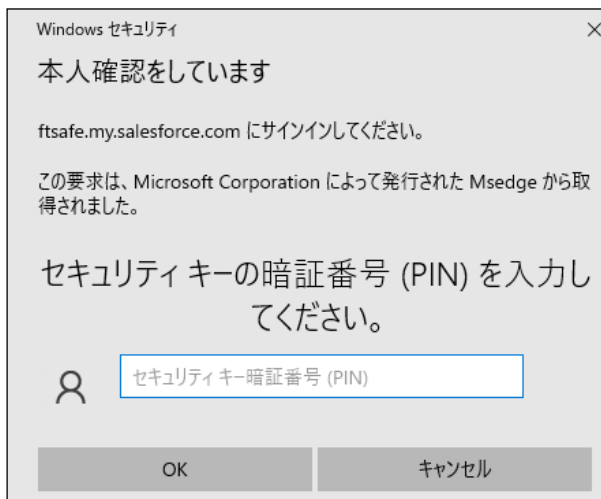 Windows セキュリティ
本人確認をしています
ftsafe.my.salesforce.com にサインインしてください。
この要求は、Microsoft Corporation によって発行された Msedge から取
得されました。
セキュリティ キーの暗証番号 (PIN) を入力し
てください。
セキュリティ キー暗証番号 (PIN)
OK キャンセル